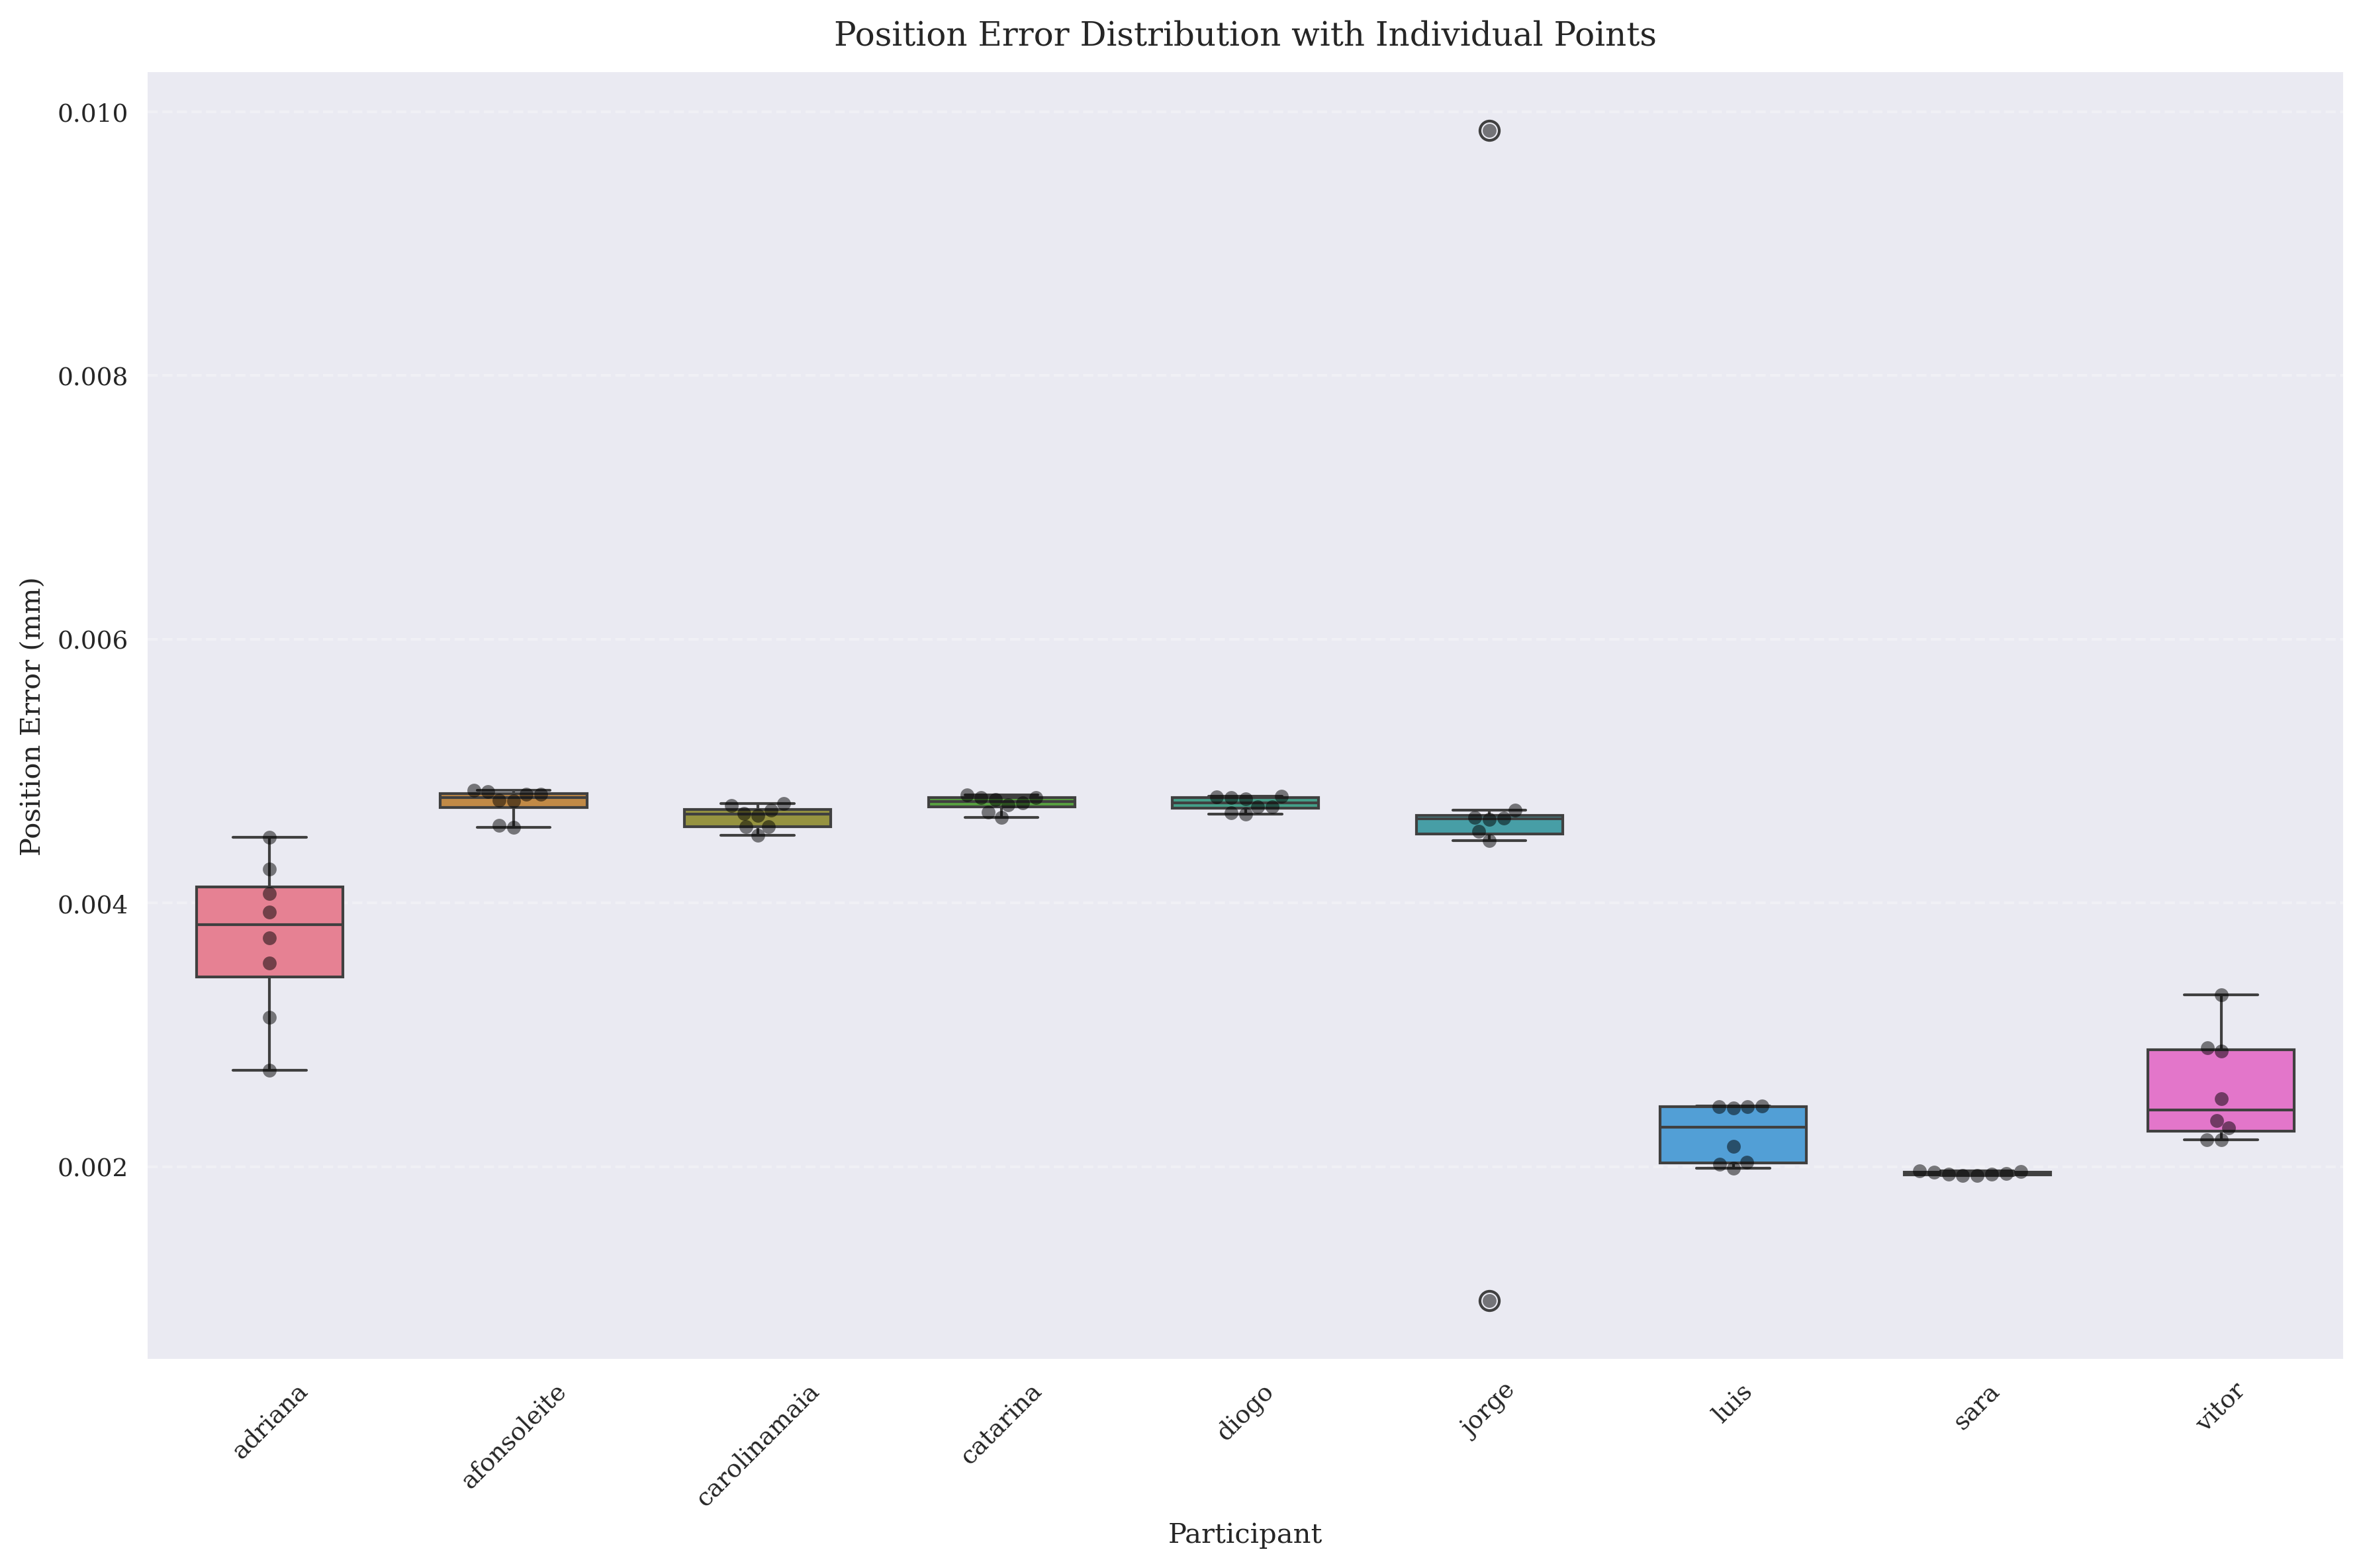 Position Error Distribution with Individual Points
0.010
0.008
0.006
0.004
0.002
Position Error (mm)
adriana
afonsoleite
carolinamaia
catarina
diogo
jorge
luis
sara
vitor
Participant